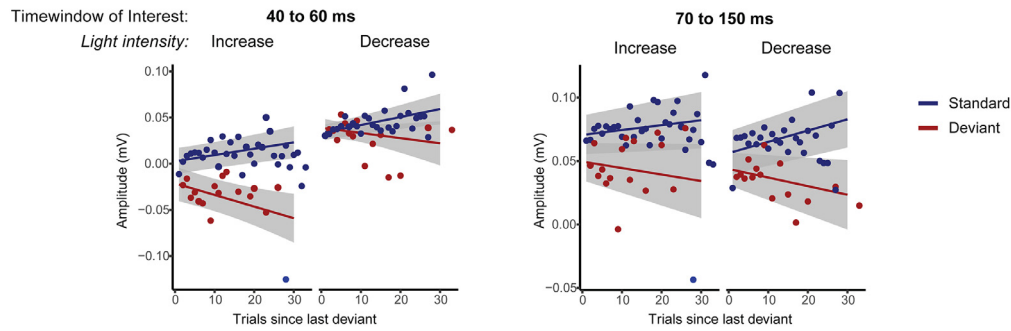 Timewindow of Interest: 40 to 60 ms 70 to 150 ms
Light intensity: Increase Decrease Increase Decrease
Amplitude (mV)
0.10
0.05
0.00
−0.05
−0.10
0 10 20 30 0 10 20 30
Trials since last deviant
Amplitude (mV)
0.10
0.05
0.00
−0.05
0 10 20 30 0 10 20 30
Trials since last deviant
Standard
Deviant